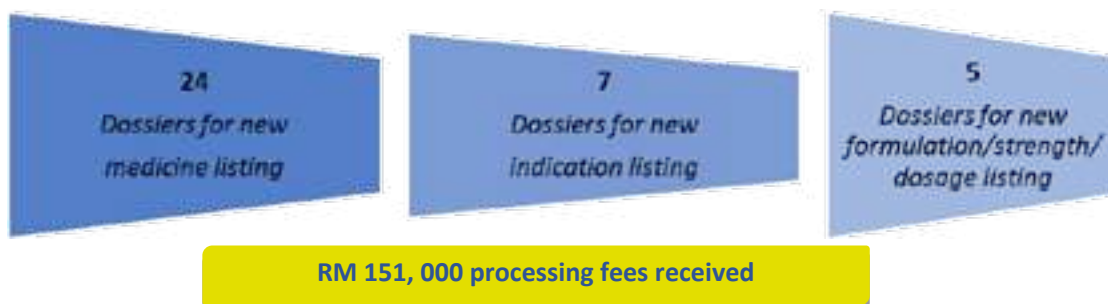 24
Dossiers for new
medicine listing
7
Dossiers for new
indication listing
5
Dossiers for new
formulation/strength/
dosage listing
RM 151, 000 processing fees received